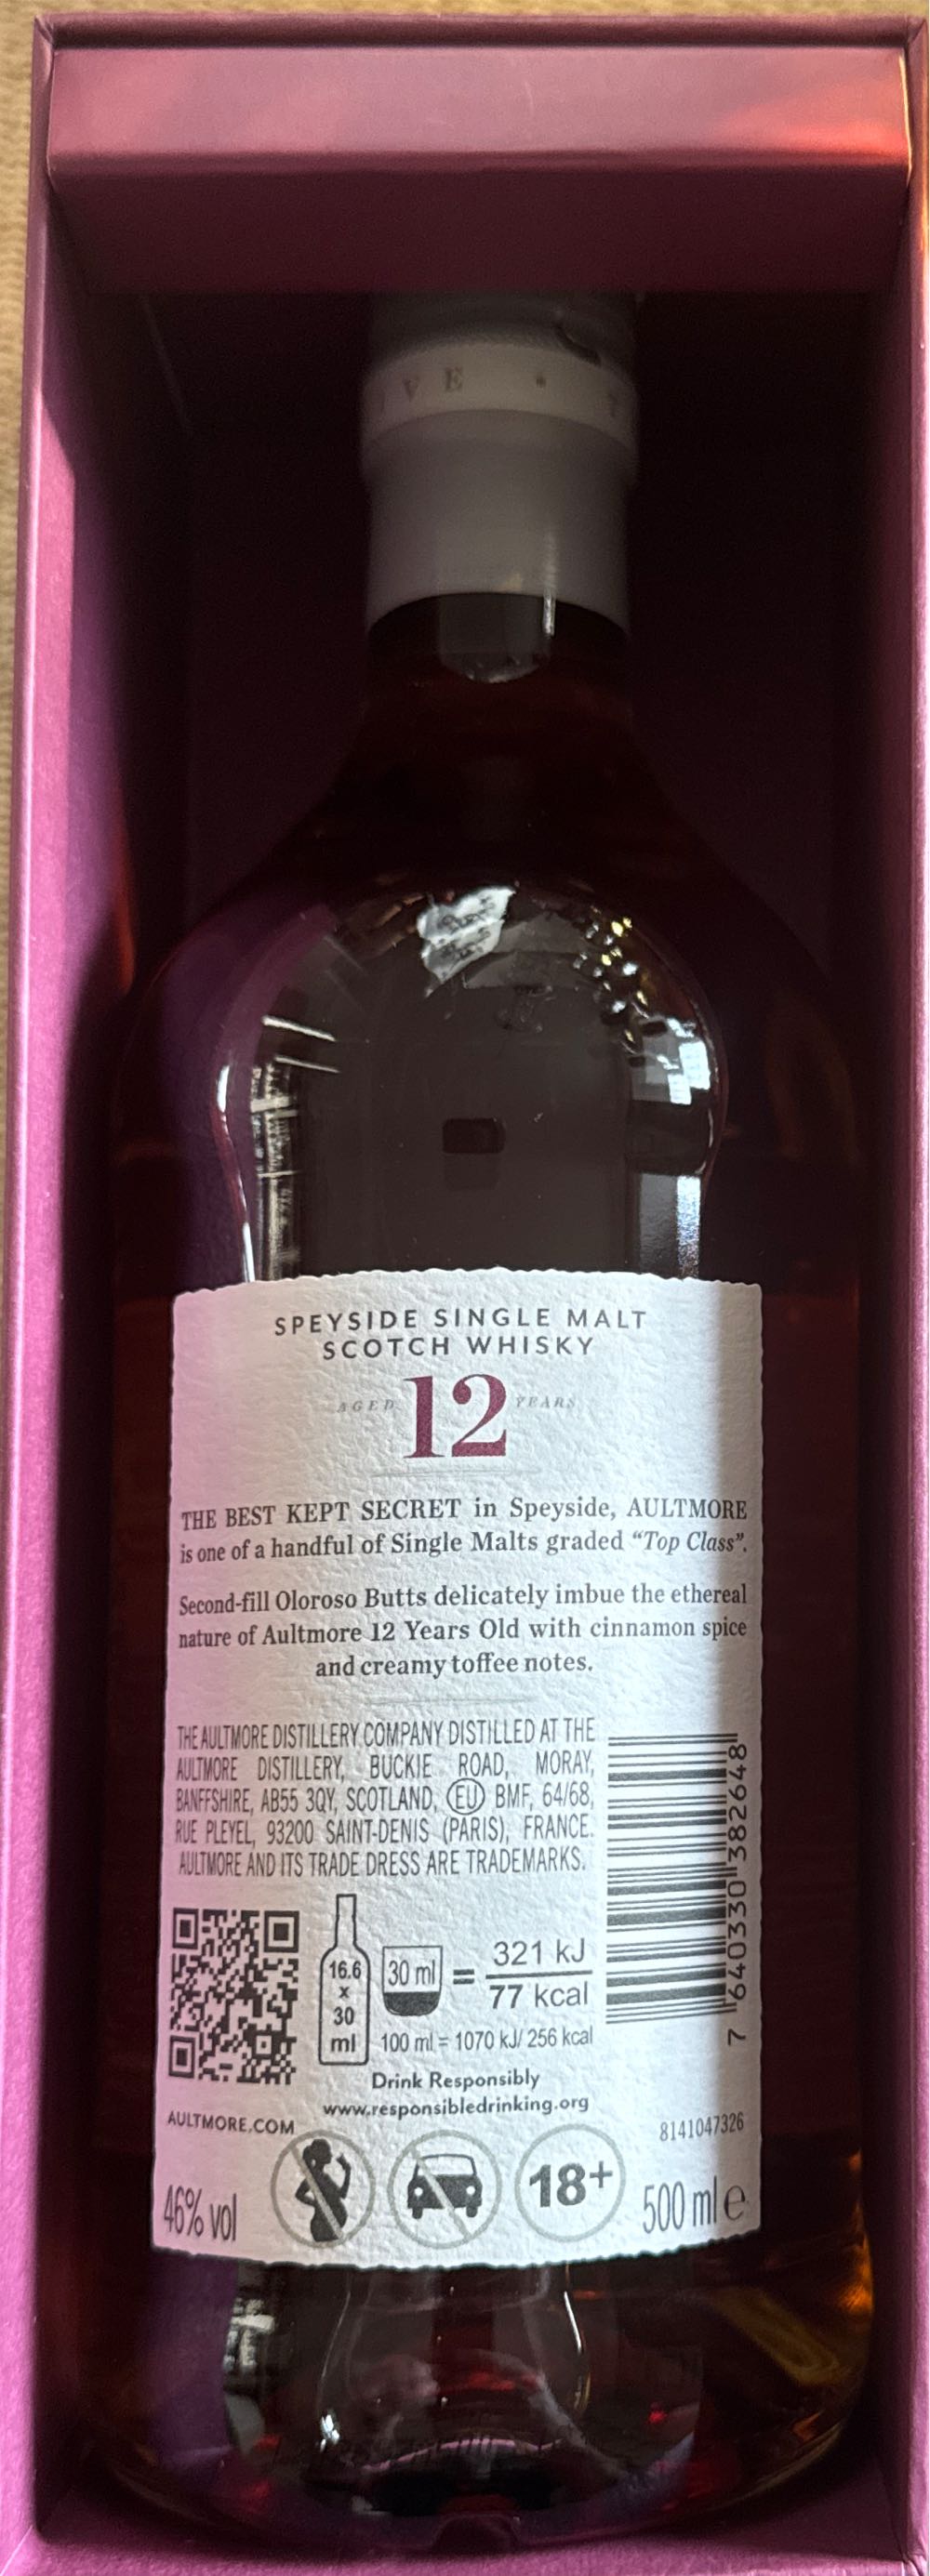 IVE •
SPEYSIDE SINGLE MALT
SCOTCH WHISKY
AGED 12 YEARS
THE BEST KEPT SECRET in Speyside, AULTMORE
is one of a handful of Single Malts graded “Top Class”.
Second-fill Oloroso Butts delicately imbue the ethereal
nature of Aultmore 12 Years Old with cinnamon spice
and creamy toffee notes.
THE AULTMORE DISTILLERY COMPANY DISTILLED AT THE
AULTMORE DISTILLERY, BUCKIE ROAD, MORAY,
BANFFSHIRE, AB55 3QY, SCOTLAND, EU BMF, 64/68,
RUE PLEYEL, 93200 SAINT-DENIS (PARIS), FRANCE.
AULTMORE AND ITS TRADE DRESS ARE TRADEMARKS.
7 640330 382648
16.6
x
30
ml
30 ml = 321 kJ
77 kcal
100 ml = 1070 kJ/ 256 kcal
Drink Responsibly
www.responsibledrinking.org
AULTMORE.COM
8141047326
46% vol
18+
500 ml e